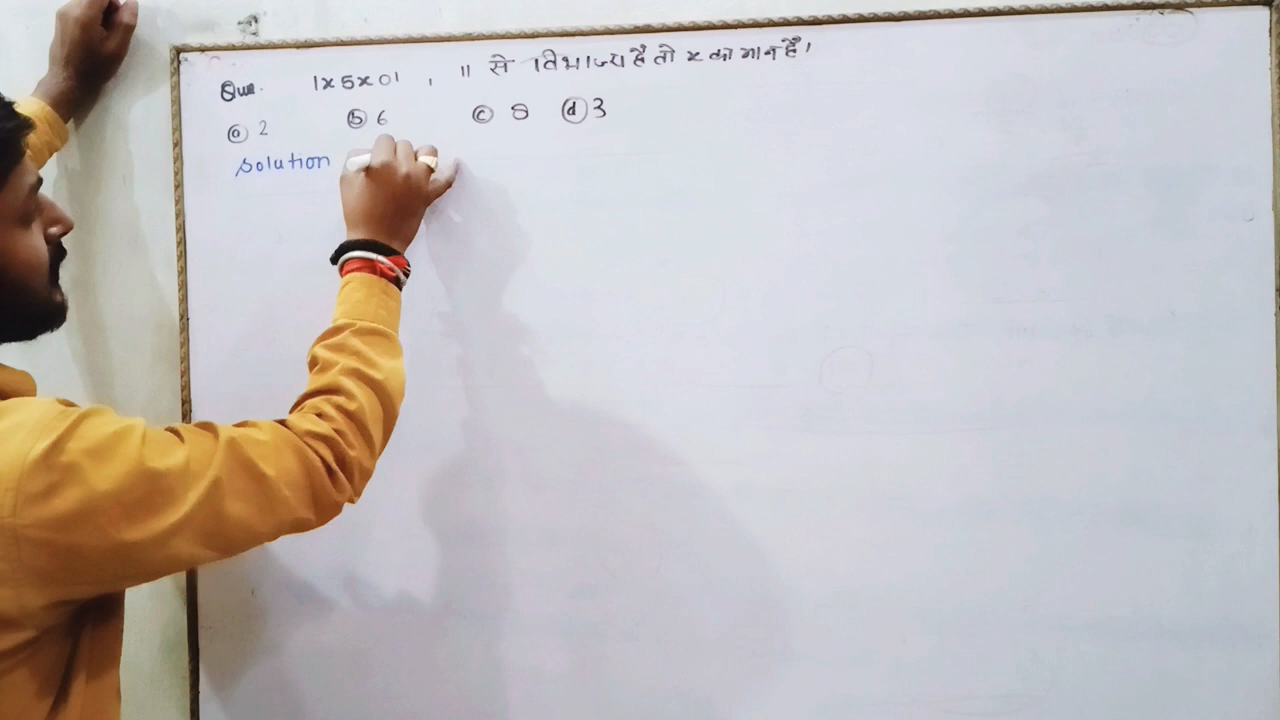 Que. 1x5x01, 11 से विभाज्य है तो x का मान है।
(a) 2 (b) 6 (c) 8 (d) 3
Solution